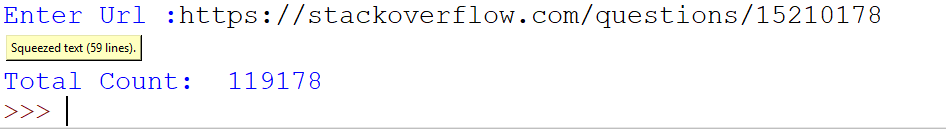 Enter Url :https://stackoverflow.com/questions/15210178
Squeezed text (59 lines).
Total Count:  119178
>>>